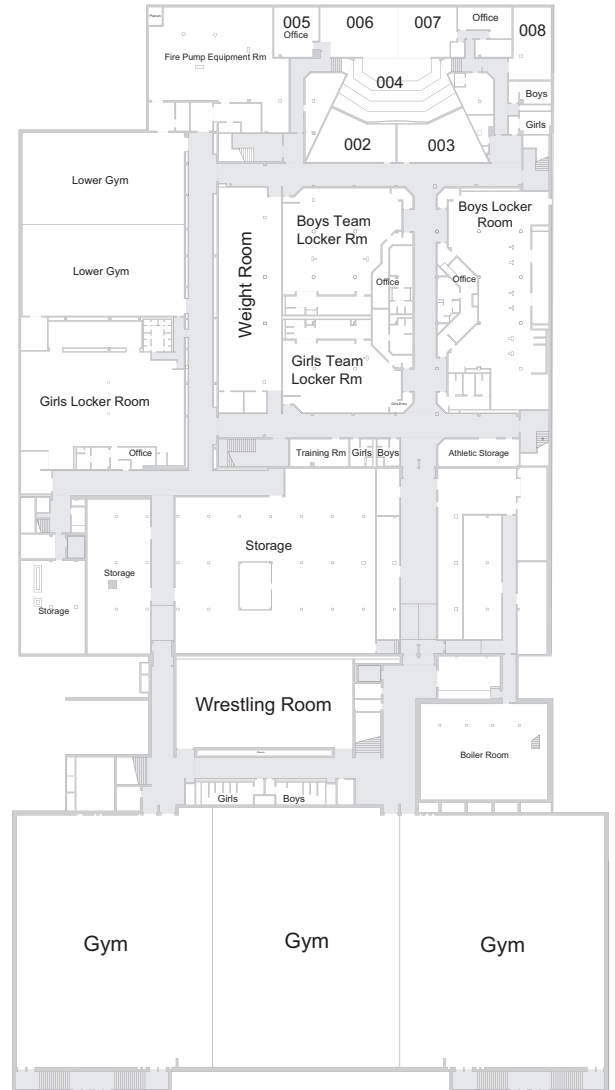 005
Office
006
007
Office
008
Fire Pump Equipment Rm
004
Boys
Girls
002
003
Lower Gym
Lower Gym
Weight Room
Boys Team
Locker Rm
Office
Boys Locker
Room
Office
Girls Team
Locker Rm
Girls Locker Room
Office
Training Rm
Girls
Boys
Athletic Storage
Storage
Storage
Storage
Wrestling Room
Boiler Room
Girls
Boys
Gym
Gym
Gym